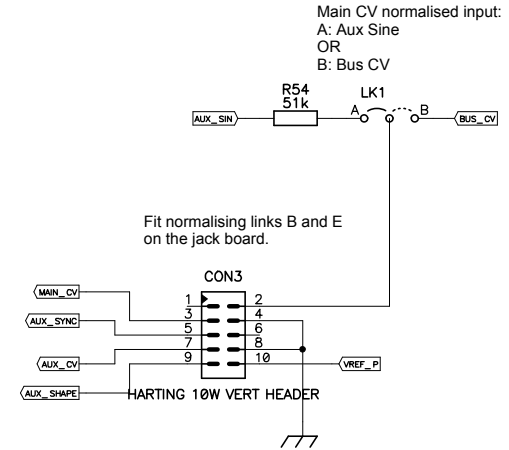 Main CV normalised input:
A: Aux Sine
OR
B: Bus CV
R54
51k
LK1
A
B
AUX_SIN
BUS_CV
Fit normalising links B and E
on the jack board.
CON3
MAIN_CV
AUX_SYNC
AUX_CV
AUX_SHAPE
1
2
3
4
5
6
7
8
9
10
VREF_P
HARTING 10W VERT HEADER